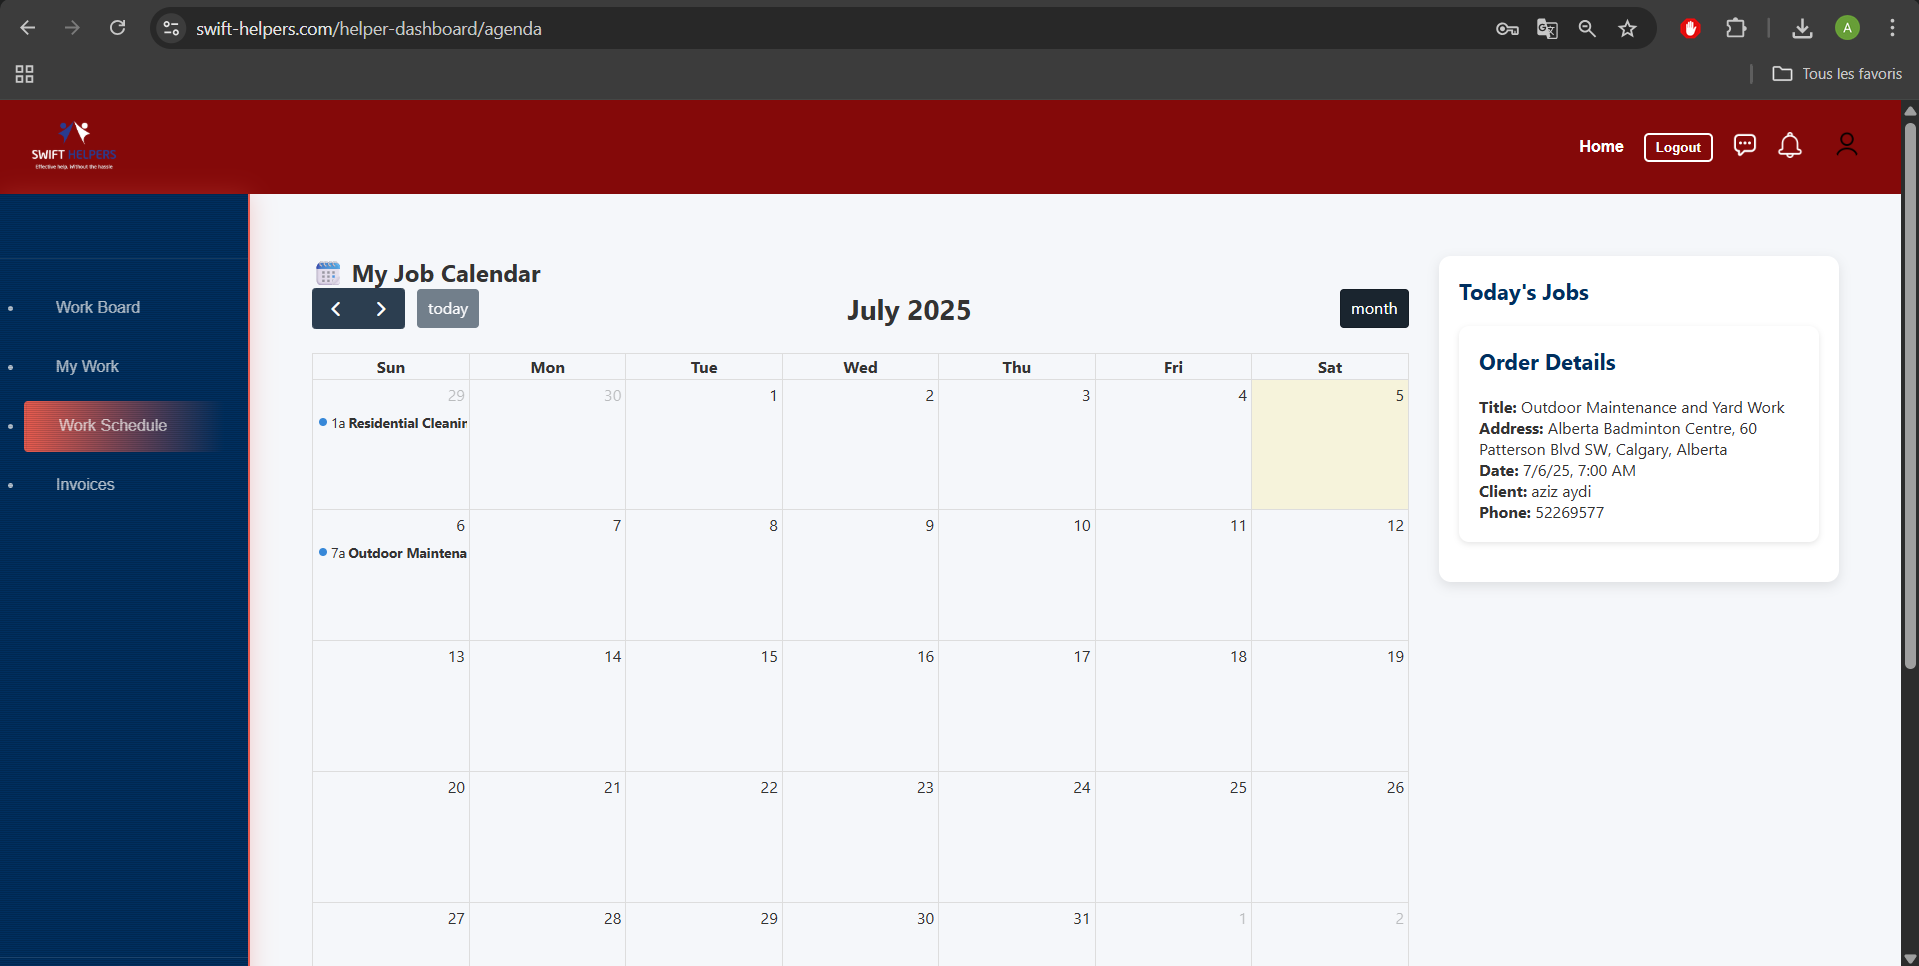 swift-helpers.com/helper-dashboard/agenda
A
Tous les favoris
SWIFT HELPERS
Effective help. Without the hassle
Home
Logout
Work Board
My Work
Work Schedule
Invoices
My Job Calendar
today
July 2025
month
Sun Mon Tue Wed Thu Fri Sat
29 30 1 2 3 4 5
1a Residential Cleanin
6 7 8 9 10 11 12
7a Outdoor Maintena
13 14 15 16 17 18 19
20 21 22 23 24 25 26
27 28 29 30 31 1 2
Today's Jobs
Order Details
Title: Outdoor Maintenance and Yard Work
Address: Alberta Badminton Centre, 60
Patterson Blvd SW, Calgary, Alberta
Date: 7/6/25, 7:00 AM
Client: aziz aydi
Phone: 52269577